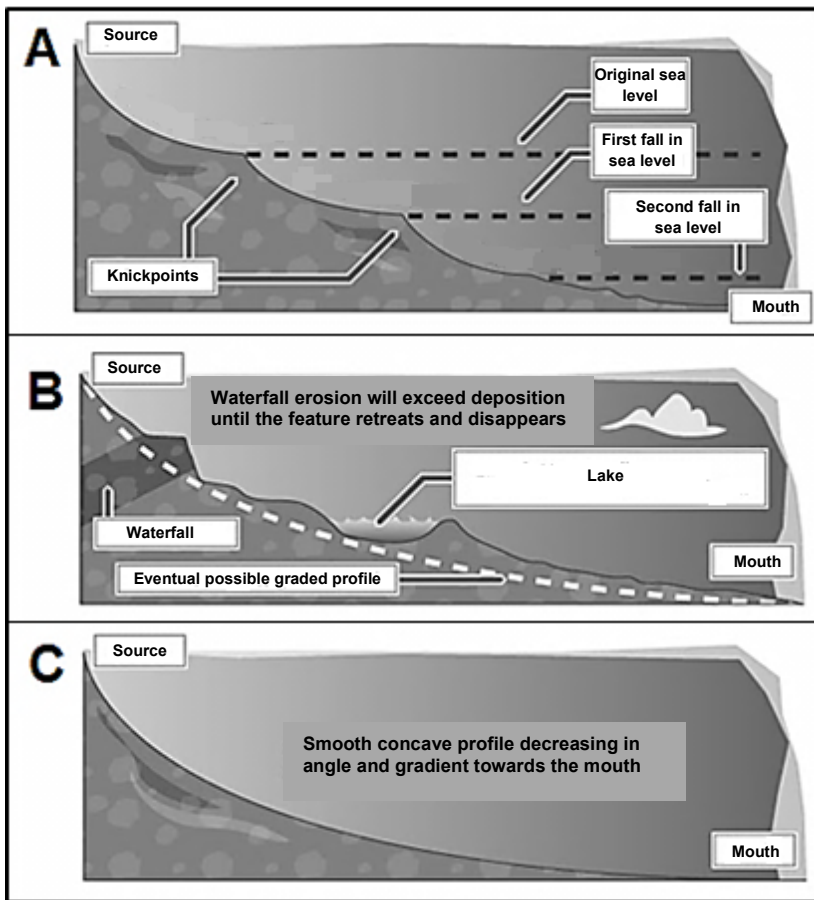 A
Source
Original sea
level
First fall in
sea level
Second fall in
sea level
Knickpoints
Mouth
B
Source
Waterfall erosion will exceed deposition
until the feature retreats and disappears
Lake
Waterfall
Mouth
Eventual possible graded profile
C
Source
Smooth concave profile decreasing in
angle and gradient towards the mouth
Mouth